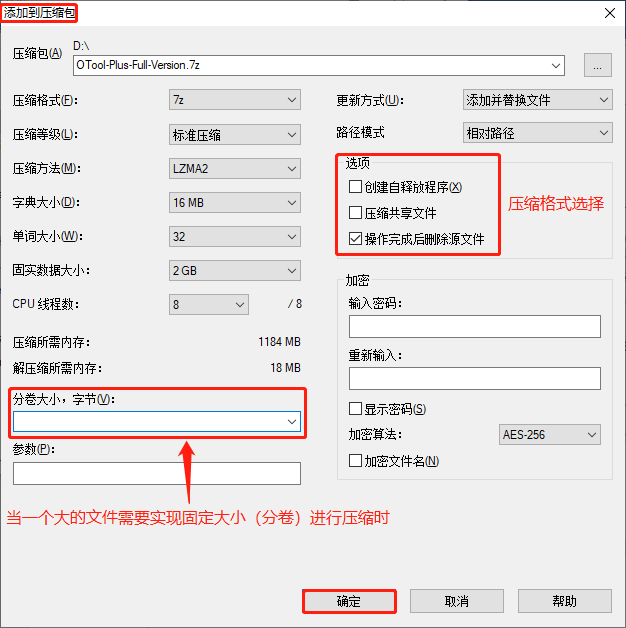 添加到压缩包
压缩包(A)
D:\
OTool-Plus-Full-Version.7z
...
压缩格式(F):
7z
压缩等级(L):
标准压缩
压缩方法(M):
LZMA2
字典大小(D):
16 MB
单词大小(W):
32
固实数据大小:
2 GB
CPU 线程数:
8
/ 8
压缩所需内存:
1184 MB
解压缩所需内存:
18 MB
分卷大小，字节(V):
参数(P):
更新方式(U):
添加并替换文件
路径模式
相对路径
选项
创建自释放程序(X)
压缩共享文件
操作完成后删除源文件
压缩格式选择
加密
输入密码:
重新输入:
显示密码(S)
加密算法:
AES-256
加密文件名(N)
当一个大的文件需要实现固定大小（分卷）进行压缩时
确定
取消
帮助